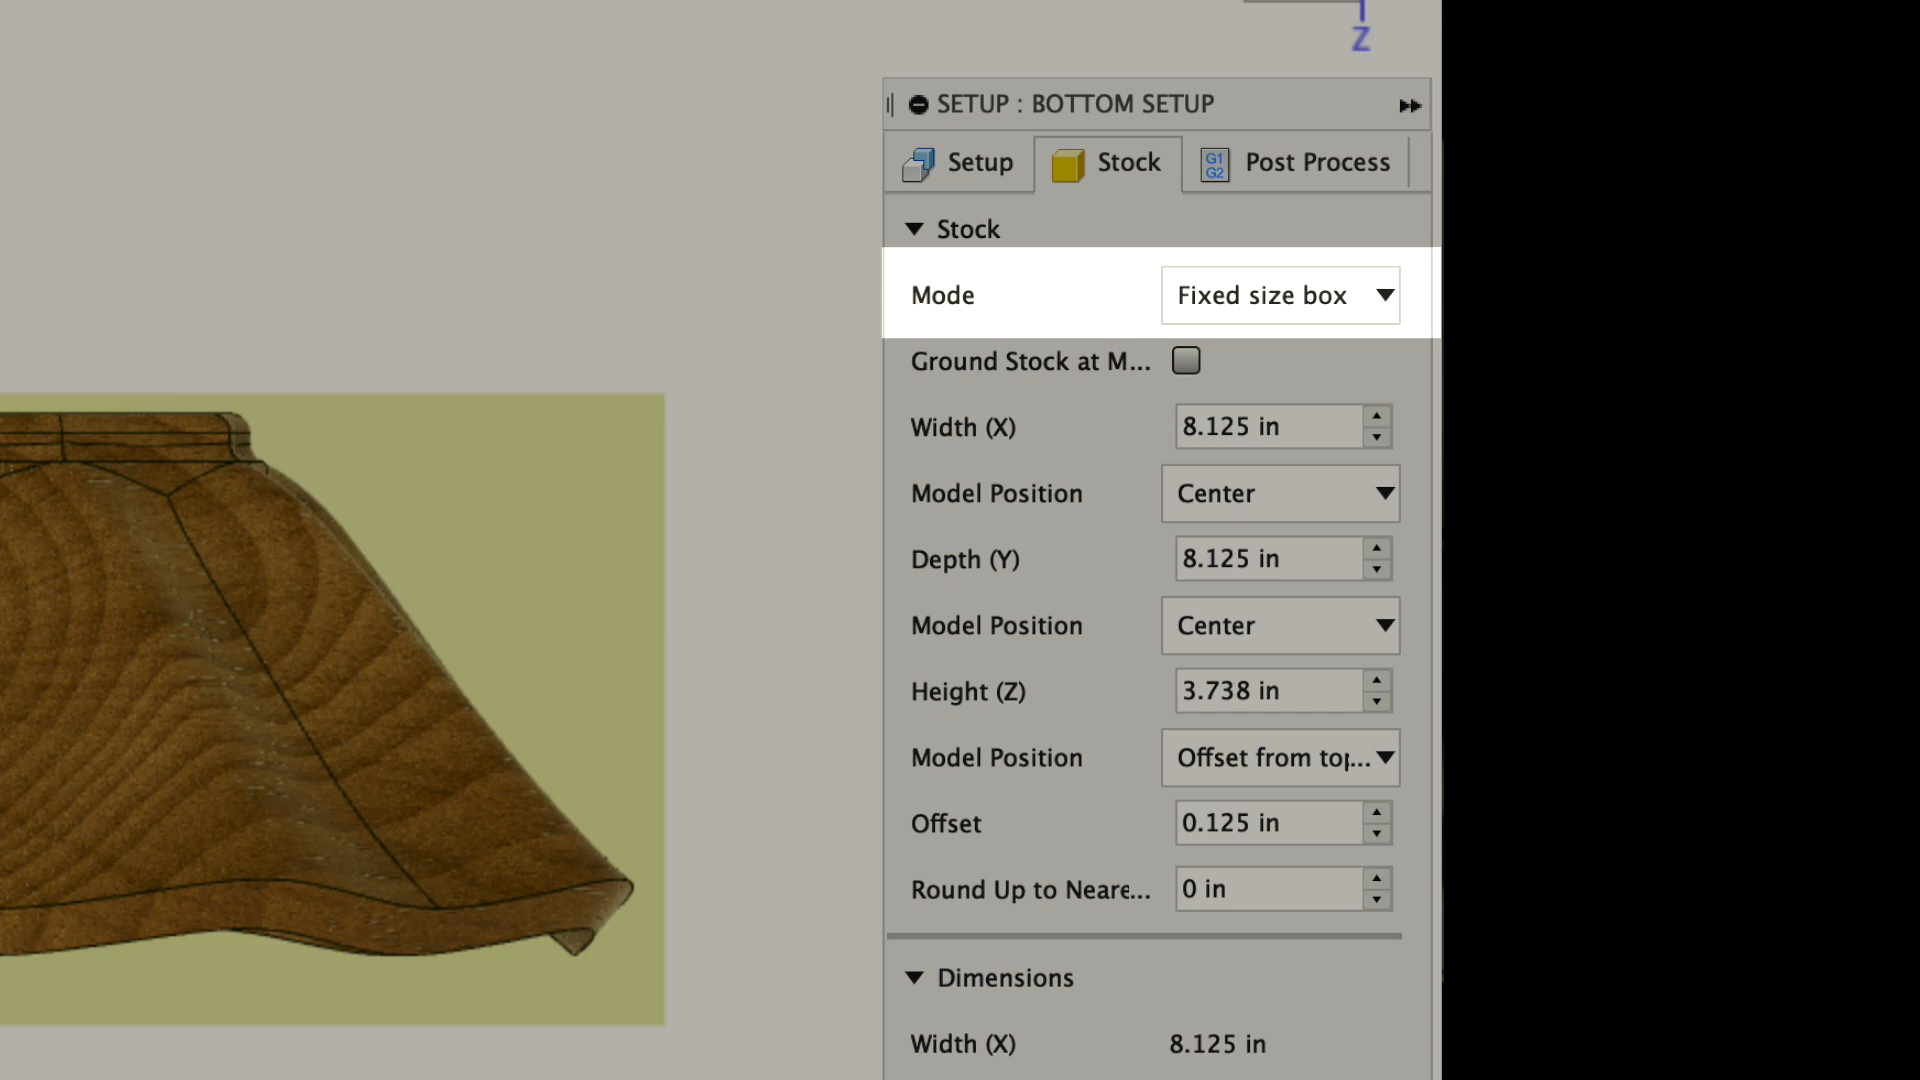 Z
SETUP : BOTTOM SETUP
Setup Stock G1 G2 Post Process
Stock
Mode Fixed size box
Ground Stock at M...
Width (X) 8.125 in
Model Position Center
Depth (Y) 8.125 in
Model Position Center
Height (Z) 3.738 in
Model Position Offset from top...
Offset 0.125 in
Round Up to Neare... 0 in
Dimensions
Width (X) 8.125 in